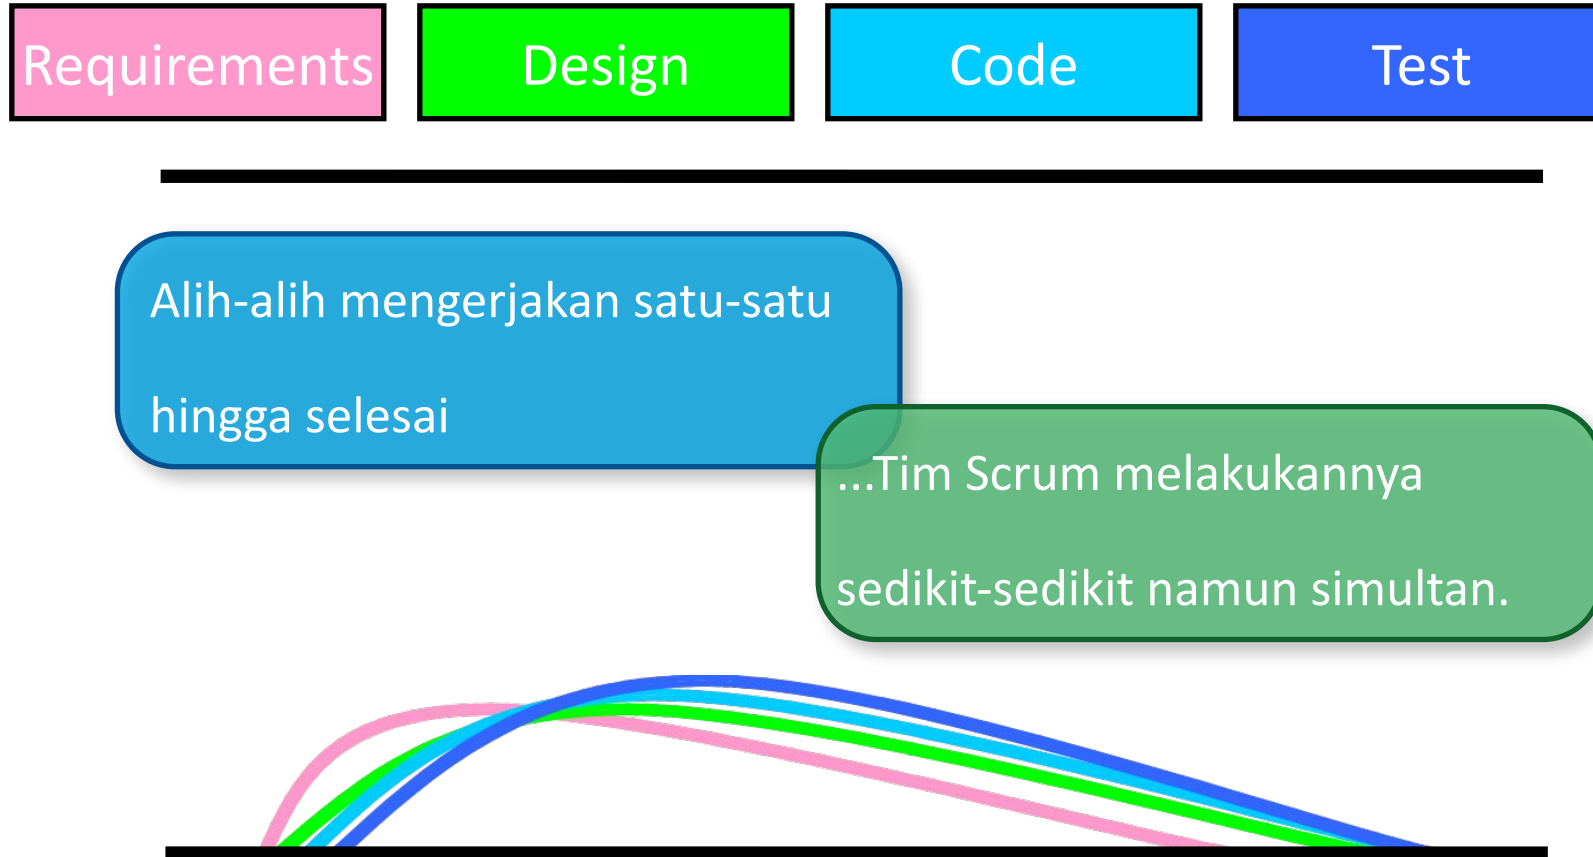 Requirements
Design
Code
Test
Alih-alih mengerjakan satu-satu
hingga selesai
...Tim Scrum melakukannya
sedikit-sedikit namun simultan.